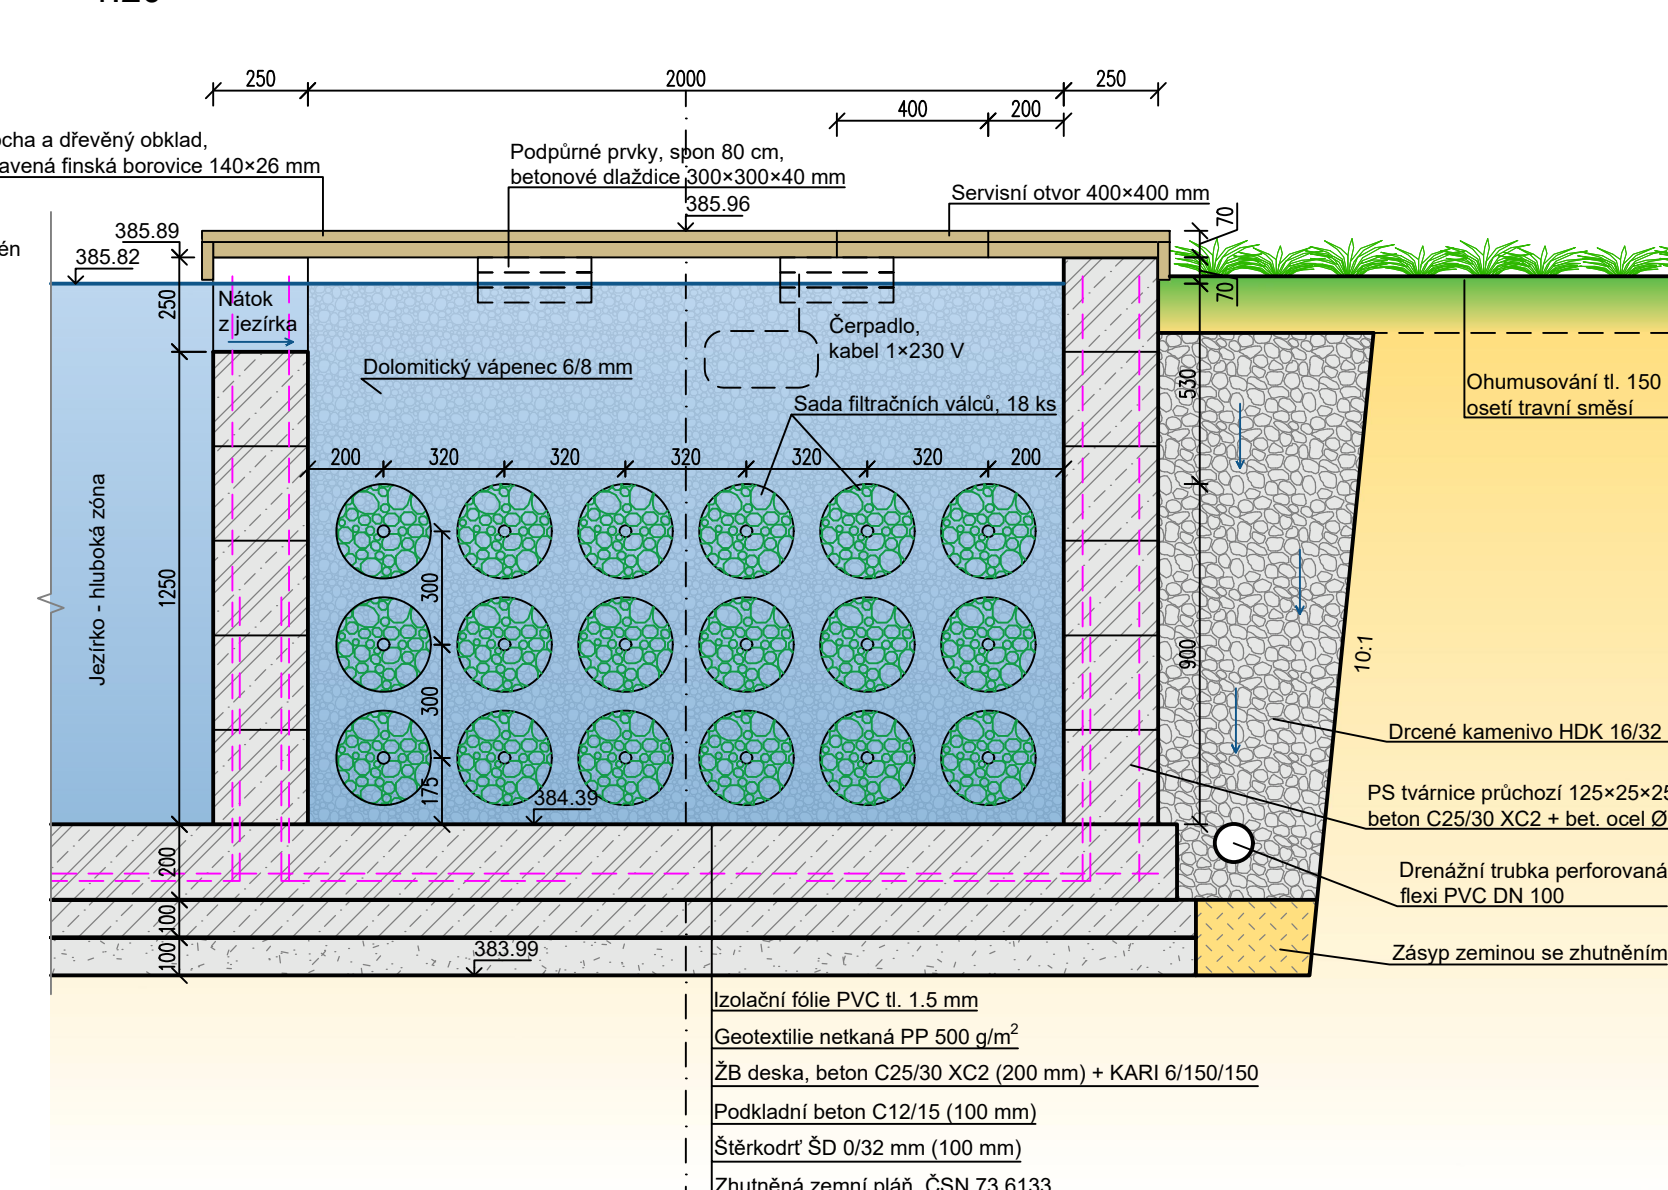 250
2000
250
400
200
ocha a dřevěný obklad,
avená finská borovice 140×26 mm
Podpůrné prvky, spon 80 cm,
betonové dlaždice 300×300×40 mm
Servisní otvor 400×400 mm
385.96
70
385.89
én
385.82
70
250
Nátok
z jezírka
Čerpadlo,
kabel 1×230 V
Dolomitický vápenec 6/8 mm
530
Ohumusování tl. 150
osetí travní směsí
Sada filtračních válců, 18 ks
200
320
320
320
320
320
200
Jezírko - hluboká zóna
1250
300
300
175
900
10:1
Drcené kamenivo HDK 16/32
384.39
PS tvárnice průchozí 125×25×25
beton C25/30 XC2 + bet. ocel Ø
200
Drenážní trubka perforovaná
flexi PVC DN 100
100
100
383.99
Zásyp zeminou se zhutněním
Izolační fólie PVC tl. 1.5 mm
Geotextilie netkaná PP 500 g/m²
ŽB deska, beton C25/30 XC2 (200 mm) + KARI 6/150/150
Podkladní beton C12/15 (100 mm)
Štěrkodrť ŠD 0/32 mm (100 mm)
Zhutněná zemní pláň, ČSN 73 6133